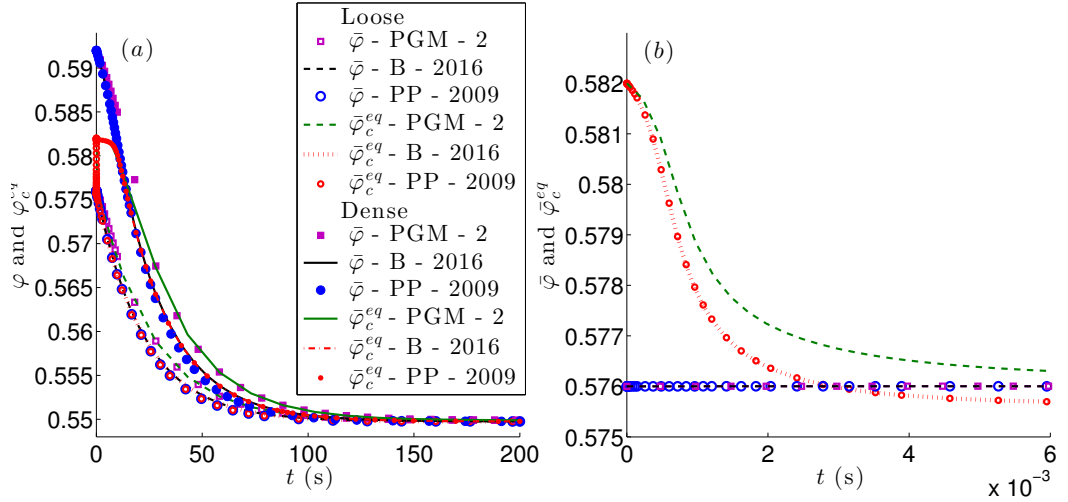 (a)
φ and φ_c^eq
0.59
0.585
0.58
0.575
0.57
0.565
0.56
0.555
0.55
0
50
100
150
200
t (s)
Loose
φ̄ - PGM - 2
φ̄ - B - 2016
φ̄ - PP - 2009
φ̄_c^eq - PGM - 2
φ̄_c^eq - B - 2016
φ̄_c^eq - PP - 2009
Dense
φ̄ - PGM - 2
φ̄ - B - 2016
φ̄ - PP - 2009
φ̄_c^eq - PGM - 2
φ̄_c^eq - B - 2016
φ̄_c^eq - PP - 2009
(b)
φ̄ and φ̄_c^eq
0.582
0.581
0.58
0.579
0.578
0.577
0.576
0.575
0
2
4
6
t (s)
x 10⁻³